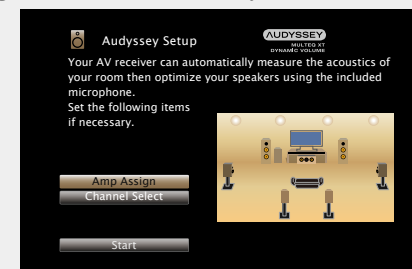 Audyssey Setup
AUDYSSEY
MULTEQ XT
DYNAMIC VOLUME
Your AV receiver can automatically measure the acoustics of
your room then optimize your speakers using the included
microphone.
Set the following items
if necessary.
Amp Assign
Channel Select
Start